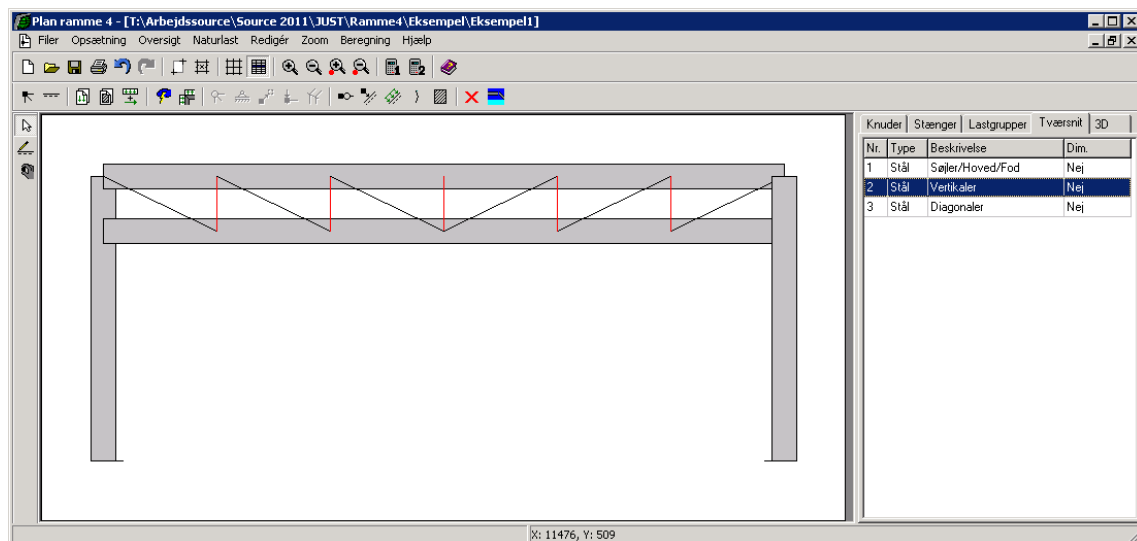 Plan ramme 4 - [T:\Arbejdssource\Source 2011\JUST\Ramme4\Eksempel\Eksempel1]
Filer Opsætning Oversigt Naturlast Redigér Zoom Beregning Hjælp
Knuder Stænger Lastgrupper Tværsnit 3D
Nr. Type Beskrivelse Dim.
1 Stål Søjler/Hoved/Fod Nej
2 Stål Vertikaler Nej
3 Stål Diagonaler Nej
X: 11476, Y: 509